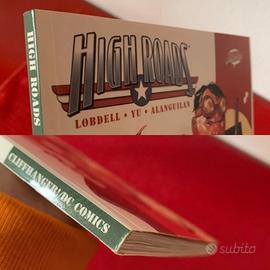 HIGH ROADS
HIGH ROADS
LOBDELL • YU • ALANGUILAN
CLIFFHANGER/DC COMICS
subito